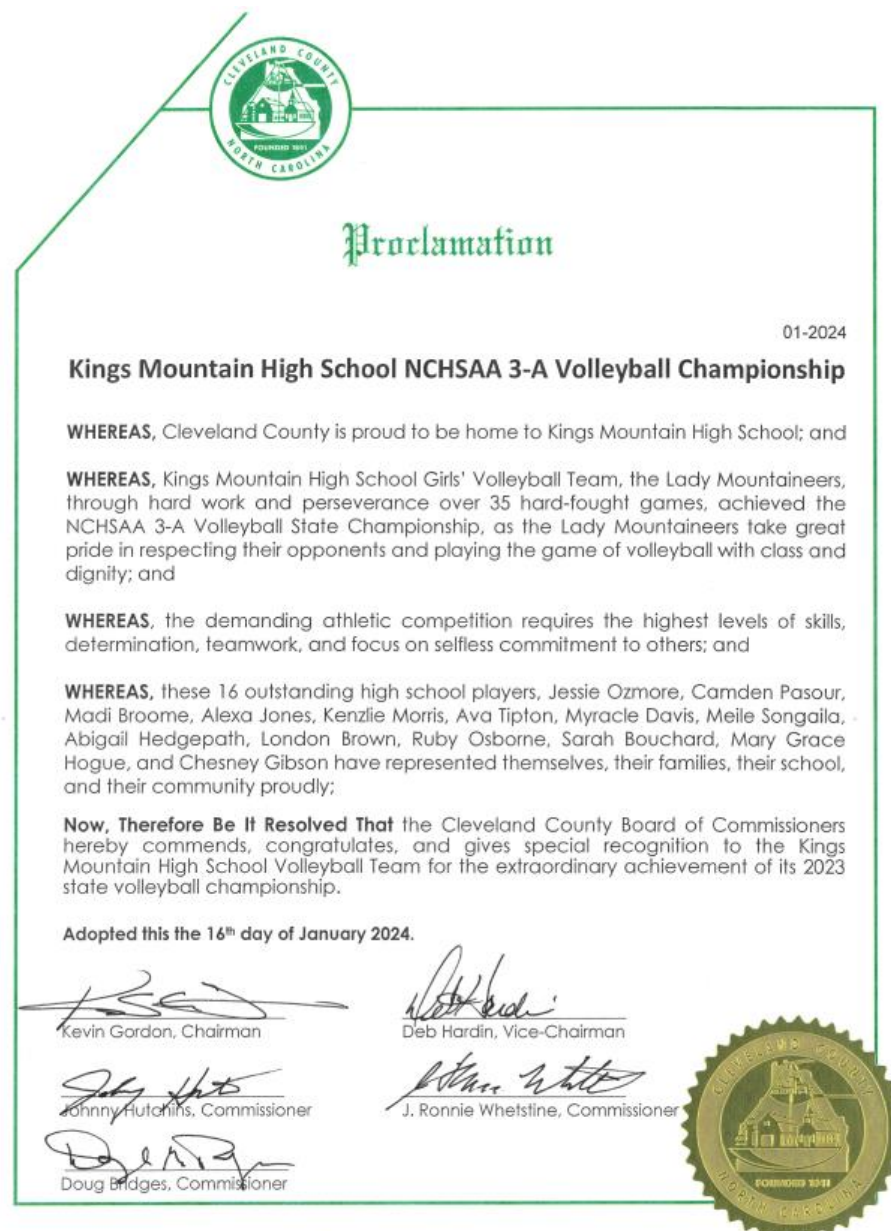 CLEVELAND COUNTY
FOUNDED 1841
NORTH CAROLINA
Proclamation
01-2024
Kings Mountain High School NCHSAA 3-A Volleyball Championship
WHEREAS, Cleveland County is proud to be home to Kings Mountain High School; and
WHEREAS, Kings Mountain High School Girls' Volleyball Team, the Lady Mountaineers,
through hard work and perseverance over 35 hard-fought games, achieved the
NCHSAA 3-A Volleyball State Championship, as the Lady Mountaineers take great
pride in respecting their opponents and playing the game of volleyball with class and
dignity; and
WHEREAS, the demanding athletic competition requires the highest levels of skills,
determination, teamwork, and focus on selfless commitment to others; and
WHEREAS, these 16 outstanding high school players, Jessie Ozmore, Camden Pasour,
Madi Broome, Alexa Jones, Kenzlie Morris, Ava Tipton, Myracle Davis, Meile Songaila,
Abigail Hedgepath, London Brown, Ruby Osborne, Sarah Bouchard, Mary Grace
Hogue, and Chesney Gibson have represented themselves, their families, their school,
and their community proudly;
Now, Therefore Be It Resolved That the Cleveland County Board of Commissioners
hereby commends, congratulates, and gives special recognition to the Kings
Mountain High School Volleyball Team for the extraordinary achievement of its 2023
state volleyball championship.
Adopted this the 16th day of January 2024.
Kevin Gordon, Chairman
Deb Hardin, Vice-Chairman
Johnny Hutchins, Commissioner
J. Ronnie Whetstine, Commissioner
Doug Bridges, Commissioner
CLEVELAND COUNTY
FOUNDED 1841
NORTH CAROLINA